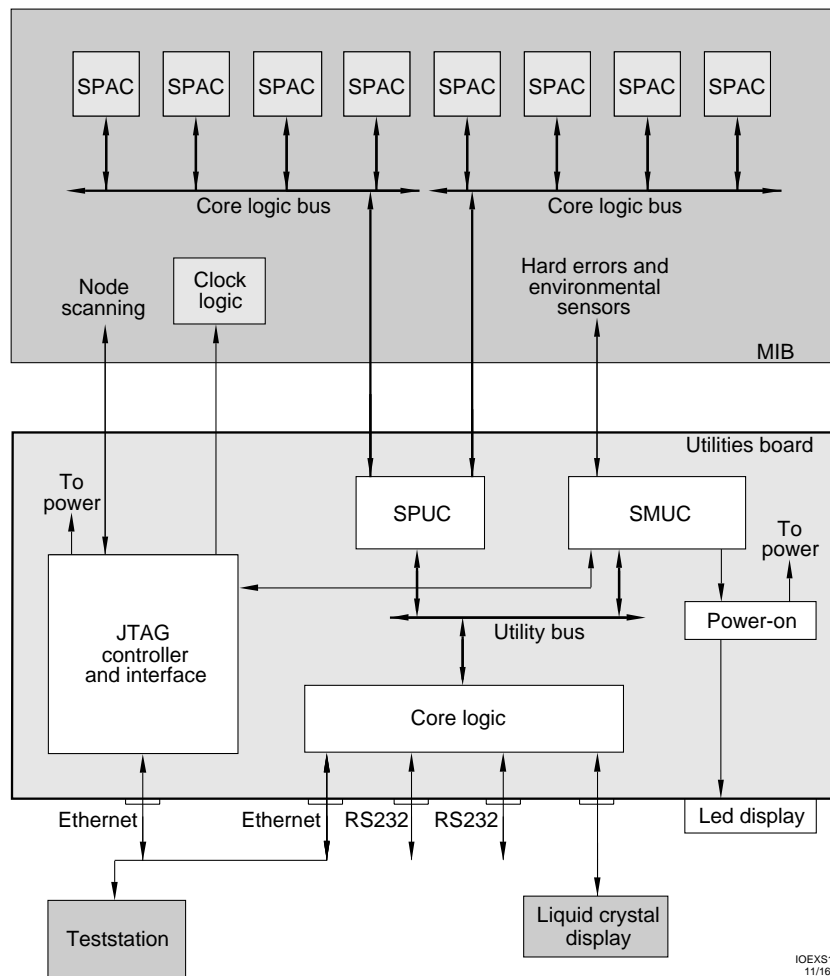 SPAC SPAC SPAC SPAC SPAC SPAC SPAC SPAC
Core logic bus Core logic bus
Node
scanning
Clock
logic
Hard errors and
environmental
sensors
MIB
Utilities board
To
power
SPUC
SMUC
To
power
JTAG
controller
and interface
Utility bus
Power-on
Core logic
Ethernet Ethernet RS232 RS232
Led display
Teststation
Liquid crystal
display
11/16